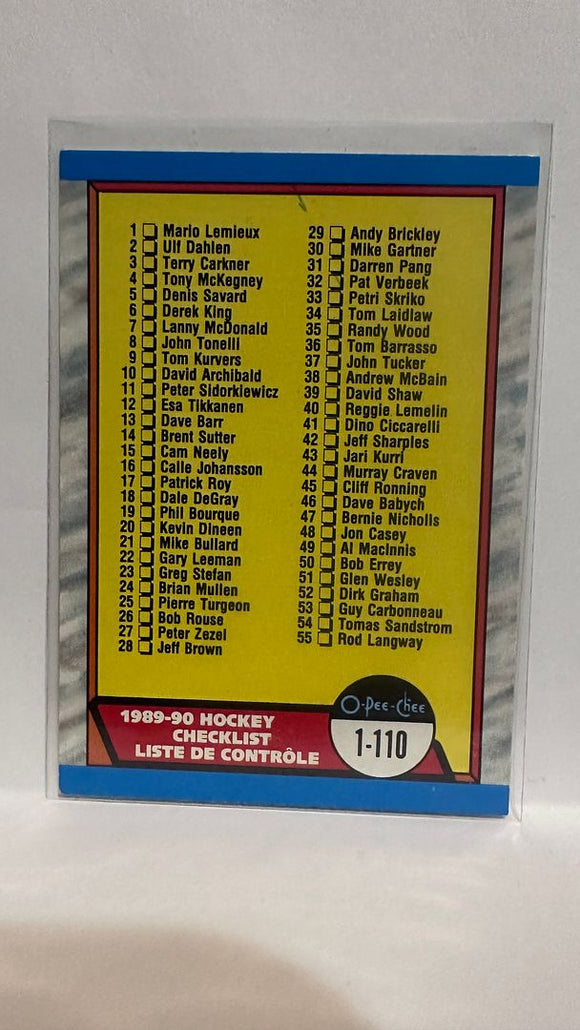 1 Mario Lemieux
2 Ulf Dahlen
3 Terry Carkner
4 Tony McKegney
5 Denis Savard
6 Derek King
7 Lanny McDonald
8 John Tonelli
9 Tom Kurvers
10 David Archibald
11 Peter Sidorkiewicz
12 Esa Tikkanen
13 Dave Barr
14 Brent Sutter
15 Cam Neely
16 Calle Johansson
17 Patrick Roy
18 Dale DeGray
19 Phil Bourque
20 Kevin Dineen
21 Mike Bullard
22 Gary Leeman
23 Greg Stefan
24 Brian Mullen
25 Pierre Turgeon
26 Bob Rouse
27 Peter Zezel
28 Jeff Brown
29 Andy Brickley
30 Mike Gartner
31 Darren Pang
32 Pat Verbeek
33 Petri Skriko
34 Tom Laidlaw
35 Randy Wood
36 Tom Barrasso
37 John Tucker
38 Andrew McBain
39 David Shaw
40 Reggie Lemelin
41 Dino Ciccarelli
42 Jeff Sharples
43 Jari Kurri
44 Murray Craven
45 Cliff Ronning
46 Dave Babych
47 Bernie Nicholls
48 Jon Casey
49 Al MacInnis
50 Bob Errey
51 Glen Wesley
52 Dirk Graham
53 Guy Carbonneau
54 Tomas Sandstrom
55 Rod Langway
1989-90 HOCKEY
CHECKLIST
LISTE DE CONTRÔLE
O-Pee-Chee
1-110